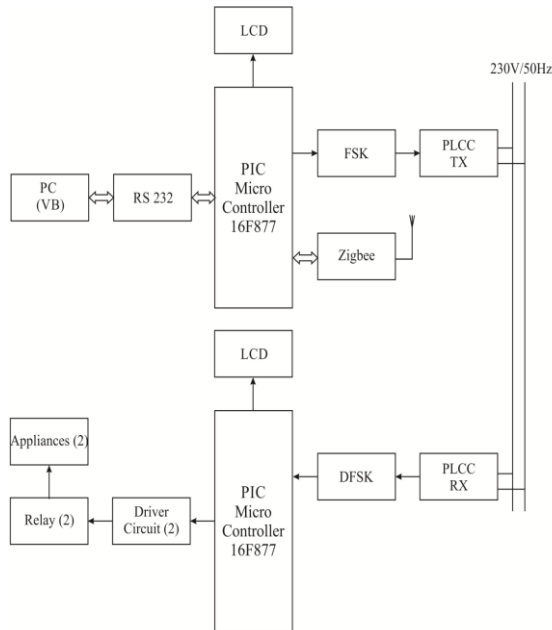 LCD
230V/50Hz
PIC
Micro
Controller
16F877
FSK
PLCC
TX
PC
(VB)
RS 232
Zigbee
LCD
Appliances (2)
Relay (2)
Driver
Circuit (2)
PIC
Micro
Controller
16F877
DFSK
PLCC
RX